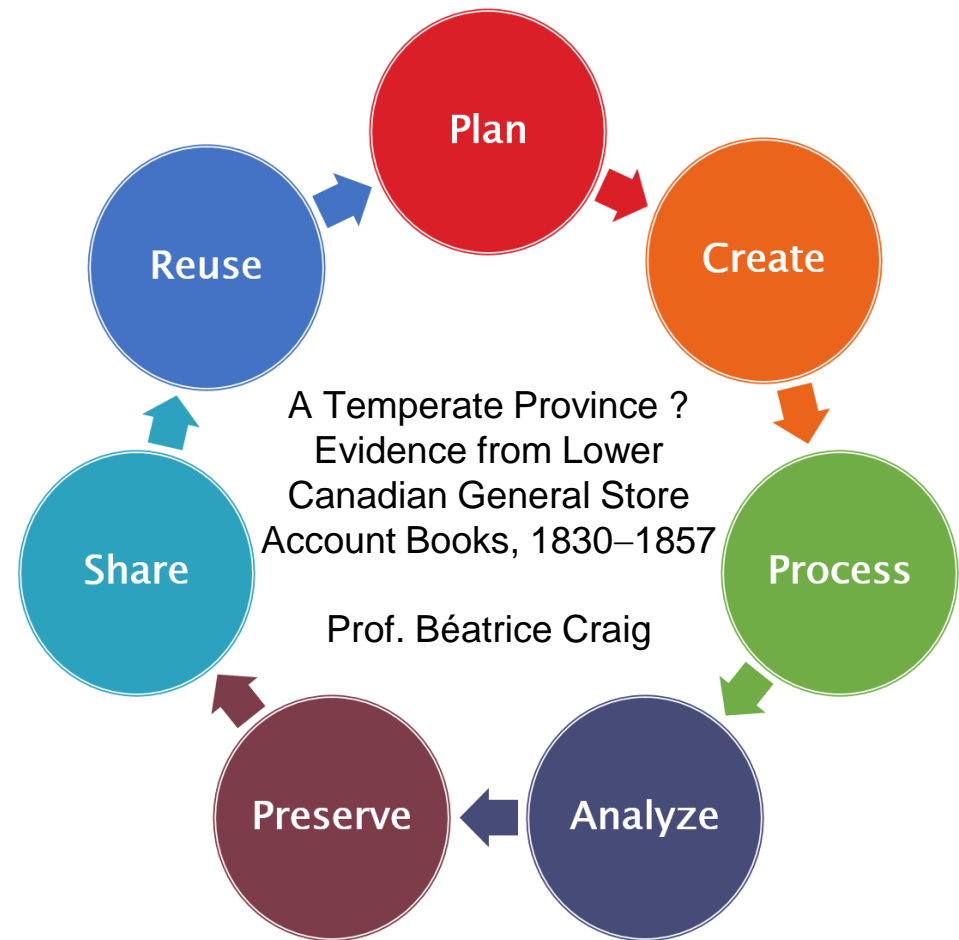 Plan
Create
Process
Analyze
Preserve
Share
Reuse
A Temperate Province ?
Evidence from Lower
Canadian General Store
Account Books, 1830–1857
Prof. Béatrice Craig